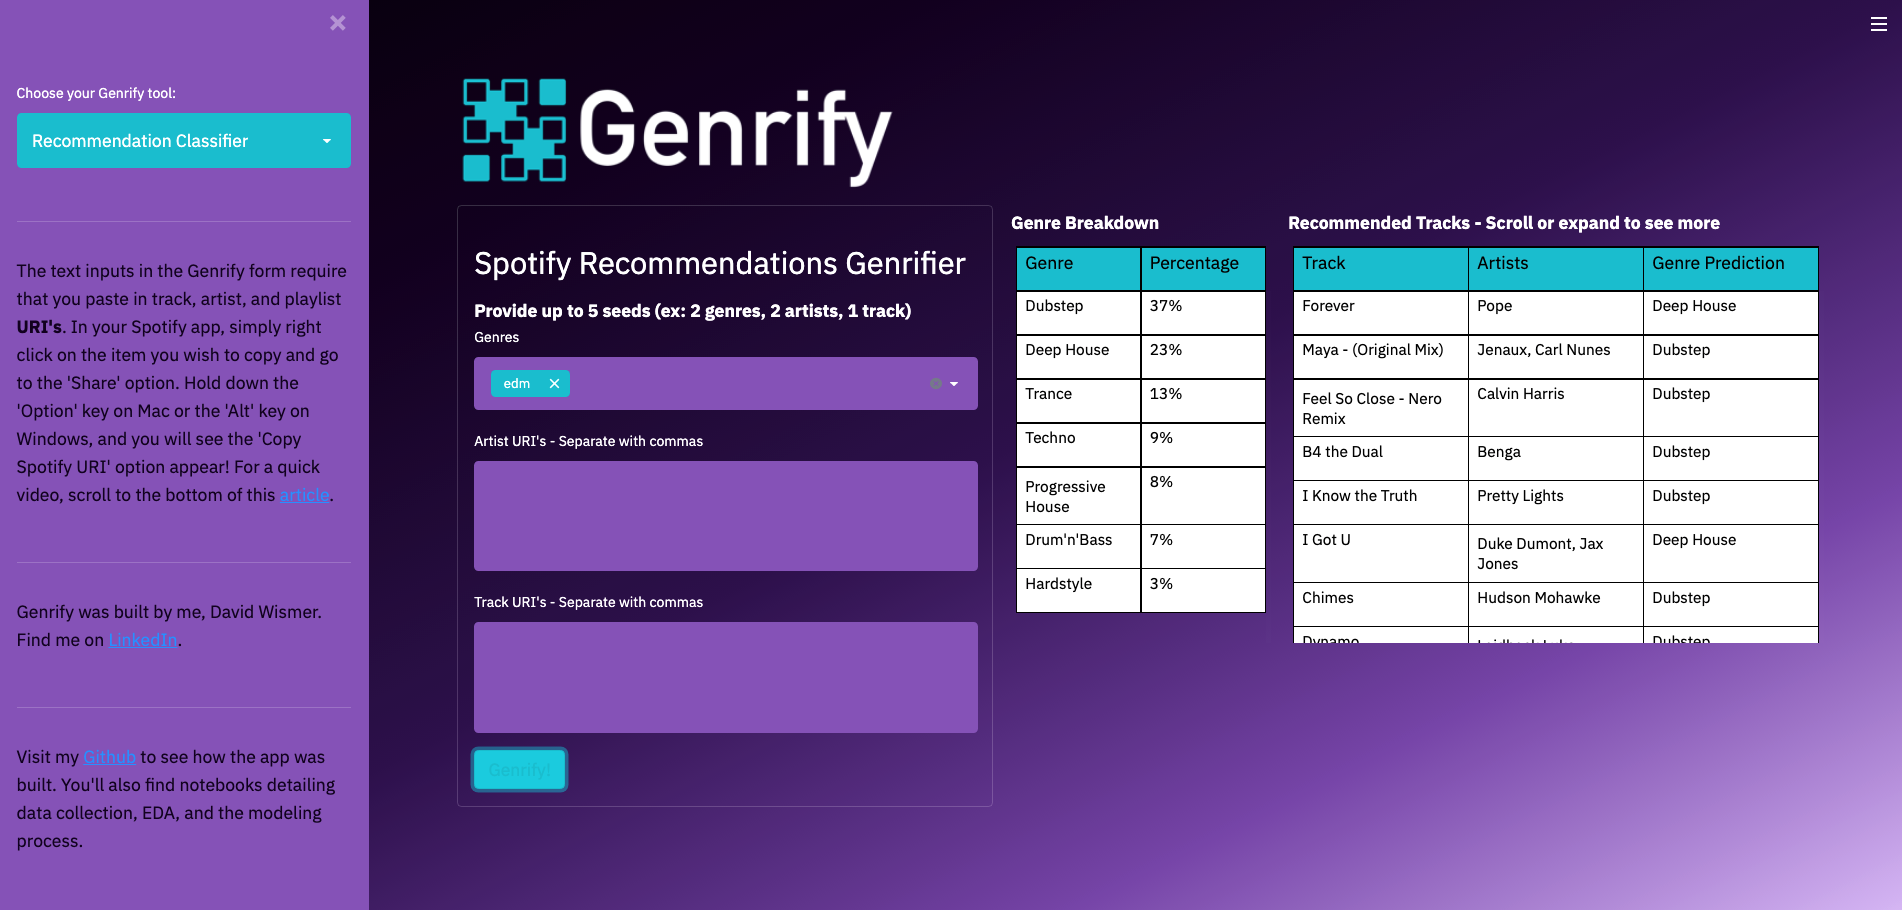 Choose your Genrify tool:
Recommendation Classifier
The text inputs in the Genrify form require
that you paste in track, artist, and playlist
URI's. In your Spotify app, simply right
click on the item you wish to copy and go
to the 'Share' option. Hold down the
'Option' key on Mac or the 'Alt' key on
Windows, and you will see the 'Copy
Spotify URI' option appear! For a quick
video, scroll to the bottom of this article.
Genrify was built by me, David Wismer.
Find me on LinkedIn.
Visit my Github to see how the app was
built. You'll also find notebooks detailing
data collection, EDA, and the modeling
process.
Genrify
Spotify Recommendations Genrifier
Provide up to 5 seeds (ex: 2 genres, 2 artists, 1 track)
Genres
edm
Artist URI's - Separate with commas
Track URI's - Separate with commas
Genrify!
Genre Breakdown
Genre Percentage
Dubstep 37%
Deep House 23%
Trance 13%
Techno 9%
Progressive House 8%
Drum'n'Bass 7%
Hardstyle 3%
Recommended Tracks - Scroll or expand to see more
Track Artists Genre Prediction
Forever Pope Deep House
Maya - (Original Mix) Jenaux, Carl Nunes Dubstep
Feel So Close - Nero Remix Calvin Harris Dubstep
B4 the Dual Benga Dubstep
I Know the Truth Pretty Lights Dubstep
I Got U Duke Dumont, Jax Jones Deep House
Chimes Hudson Mohawke Dubstep
Dynamo Dubstep